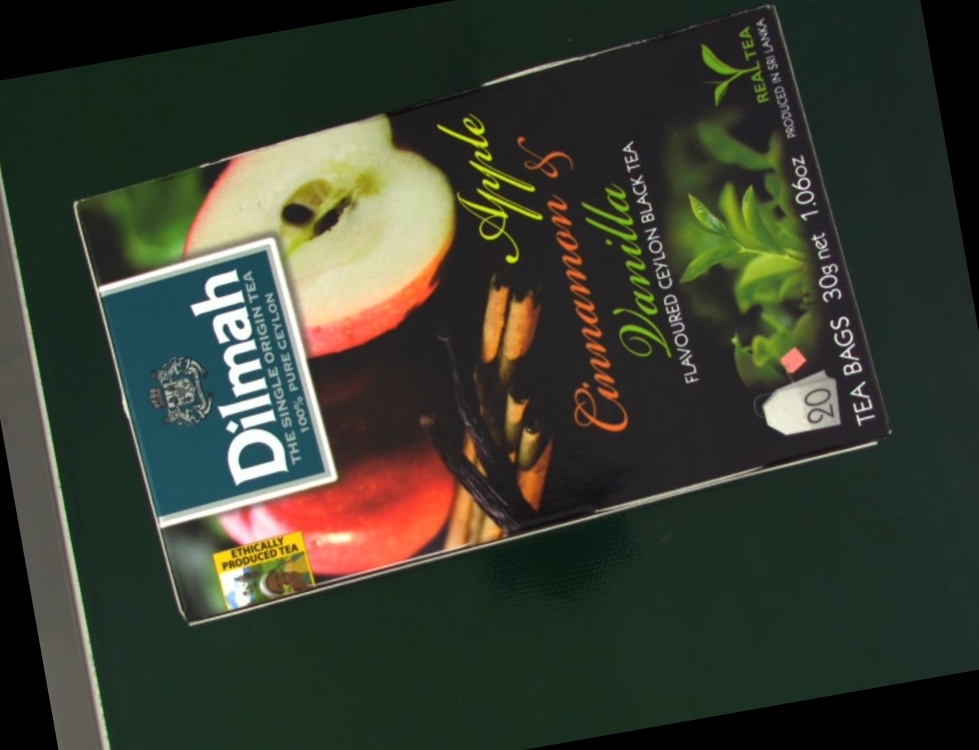 Dilmah
THE SINGLE ORIGIN TEA
100% PURE CEYLON
ETHICALLY
PRODUCED TEA
Apple
Cinnamon &
Vanilla
FLAVOURED CEYLON BLACK TEA
REAL TEA
PRODUCED IN SRI LANKA
20
TEA BAGS 30g net 1.06oz